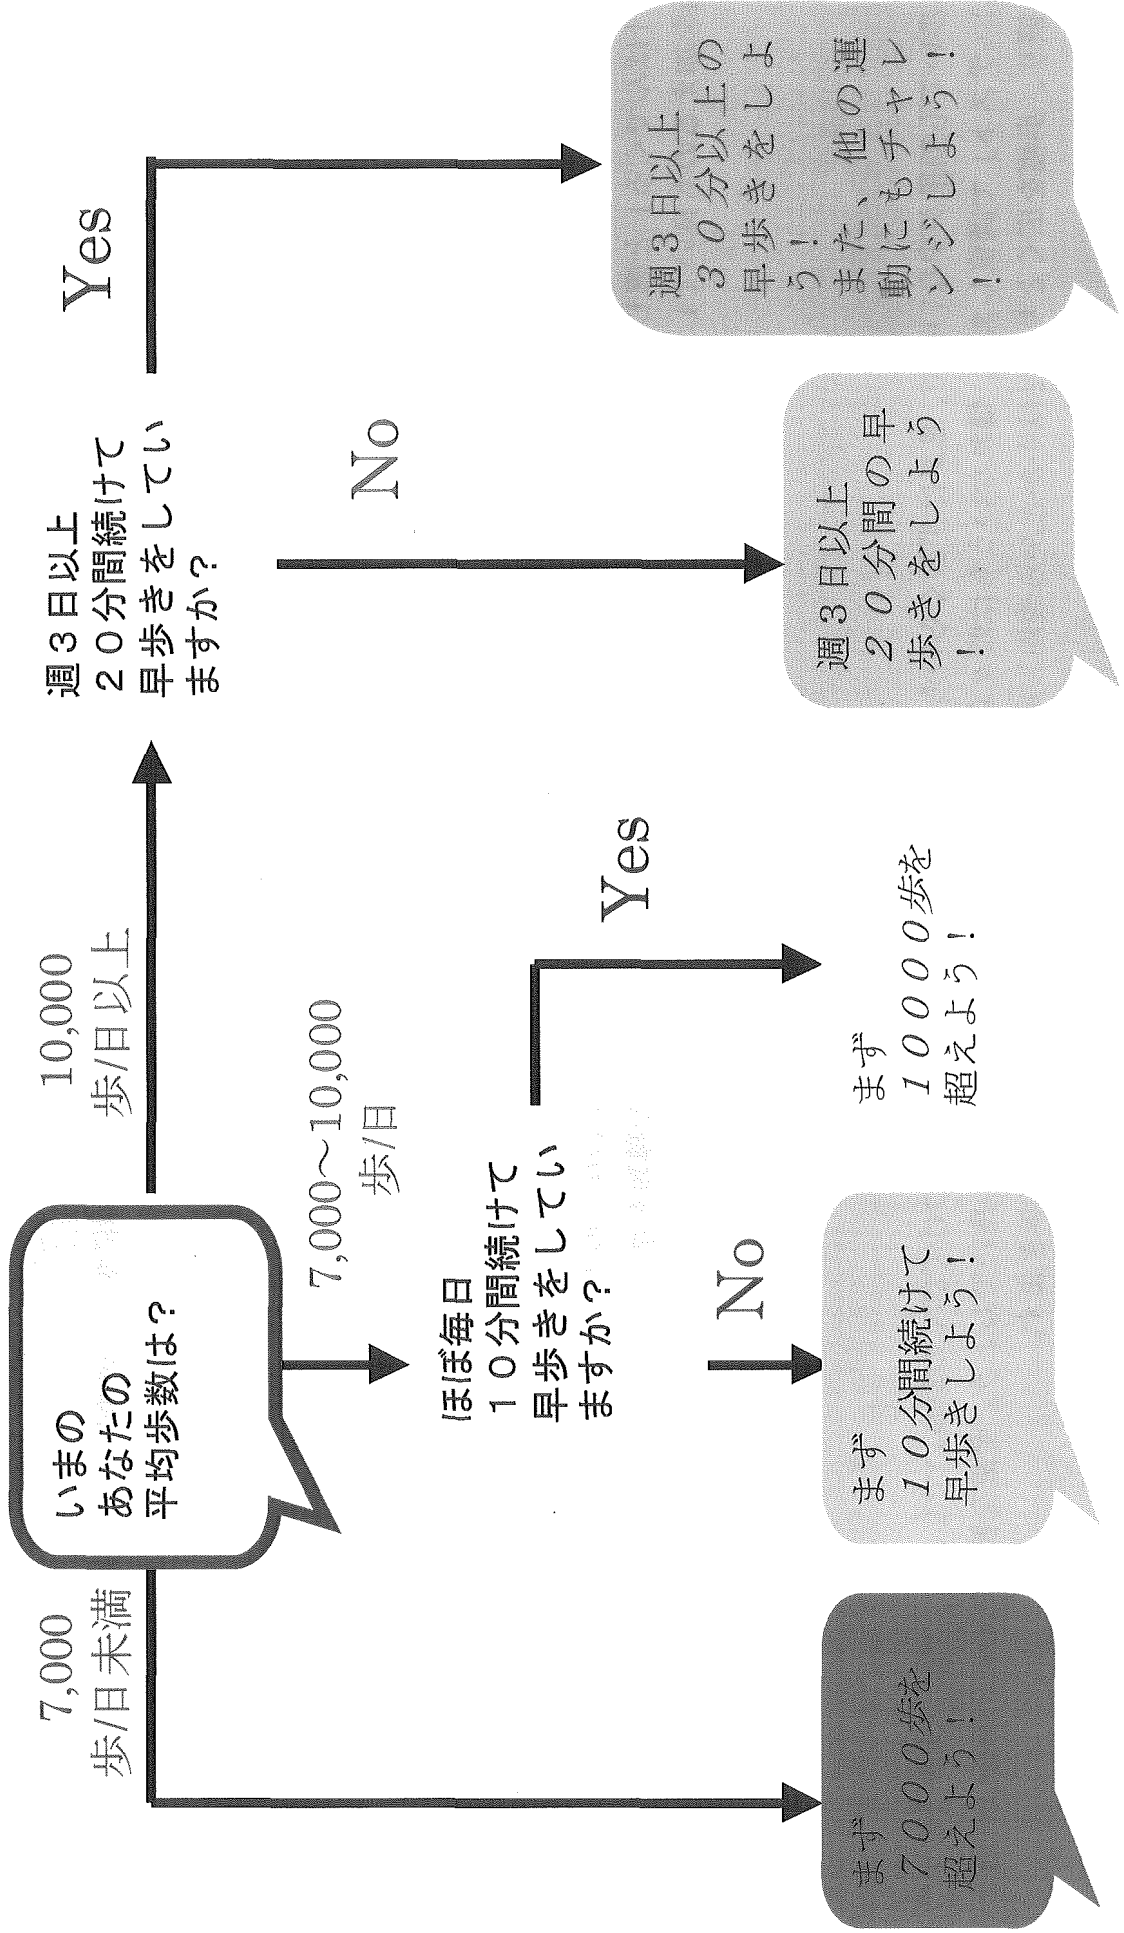 いまの
あなたの
平均歩数は？
7,000
歩/日未満
10,000
歩/日以上
7,000～10,000
歩/日
週３日以上
２０分間続けて
早歩きをしてい
ますか？
Yes
No
ほぼ毎日
１０分間続けて
早歩きをしてい
ますか？
Yes
No
まず
７０００歩を
超えよう！
まず
１０分間続けて
早歩きしよう！
まず
１００００歩を
超えよう！
週３日以上
２０分間の早
歩きをしよう
！
週３日以上
３０分以上の
早歩きをしよ
う！
また、他の運
動にもチャレ
ンジしよう！
！